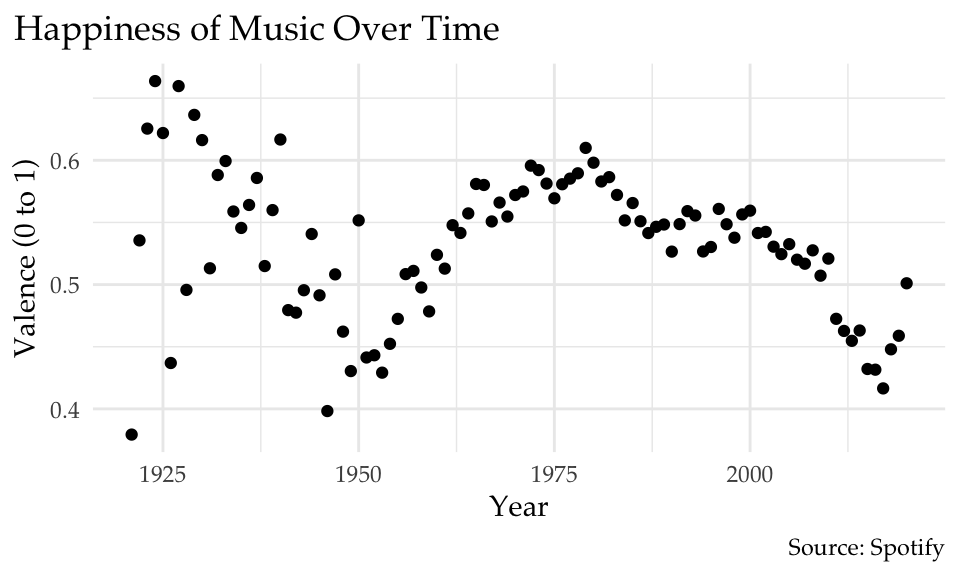 Happiness of Music Over Time
Valence (0 to 1)
0.6
0.5
0.4
1925 1950 1975 2000
Year
Source: Spotify